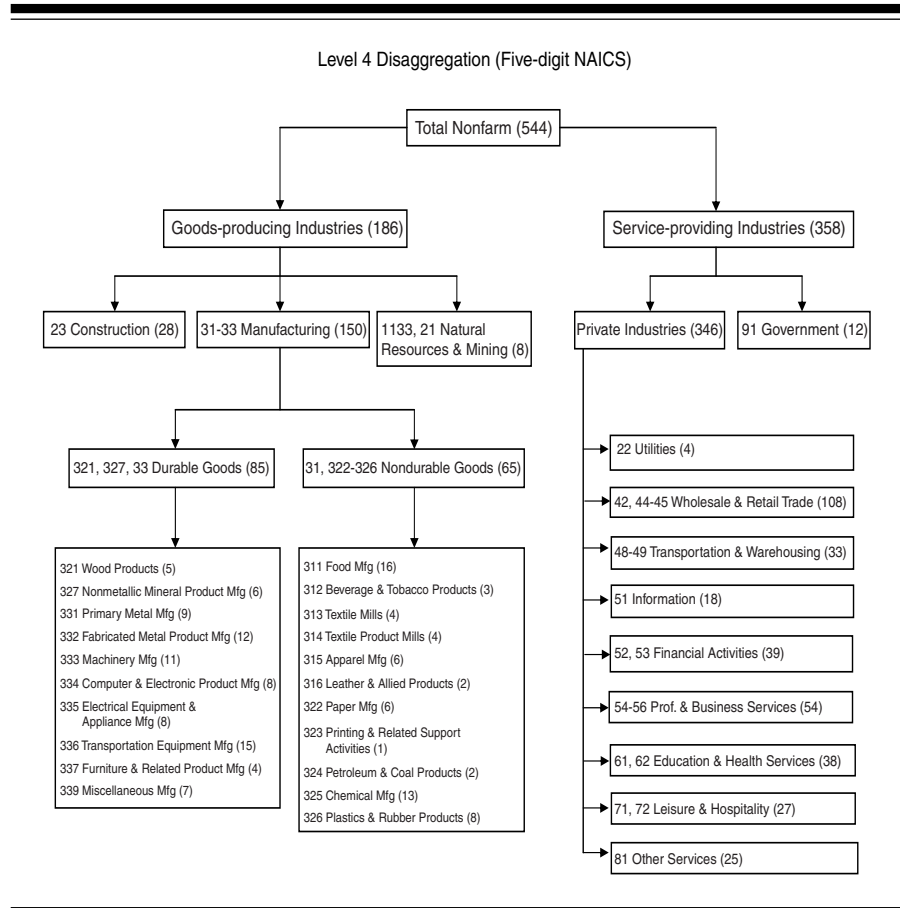 Level 4 Disaggregation (Five-digit NAICS)
Total Nonfarm (544)
Goods-producing Industries (186)
Service-providing Industries (358)
23 Construction (28)
31-33 Manufacturing (150)
1133, 21 Natural
Resources & Mining (8)
Private Industries (346)
91 Government (12)
321, 327, 33 Durable Goods (85)
31, 322-326 Nondurable Goods (65)
321 Wood Products (5)
327 Nonmetallic Mineral Product Mfg (6)
331 Primary Metal Mfg (9)
332 Fabricated Metal Product Mfg (12)
333 Machinery Mfg (11)
334 Computer & Electronic Product Mfg (8)
335 Electrical Equipment &
Appliance Mfg (8)
336 Transportation Equipment Mfg (15)
337 Furniture & Related Product Mfg (4)
339 Miscellaneous Mfg (7)
311 Food Mfg (16)
312 Beverage & Tobacco Products (3)
313 Textile Mills (4)
314 Textile Product Mills (4)
315 Apparel Mfg (6)
316 Leather & Allied Products (2)
322 Paper Mfg (6)
323 Printing & Related Support
Activities (1)
324 Petroleum & Coal Products (2)
325 Chemical Mfg (13)
326 Plastics & Rubber Products (8)
22 Utilities (4)
42, 44-45 Wholesale & Retail Trade (108)
48-49 Transportation & Warehousing (33)
51 Information (18)
52, 53 Financial Activities (39)
54-56 Prof. & Business Services (54)
61, 62 Education & Health Services (38)
71, 72 Leisure & Hospitality (27)
81 Other Services (25)